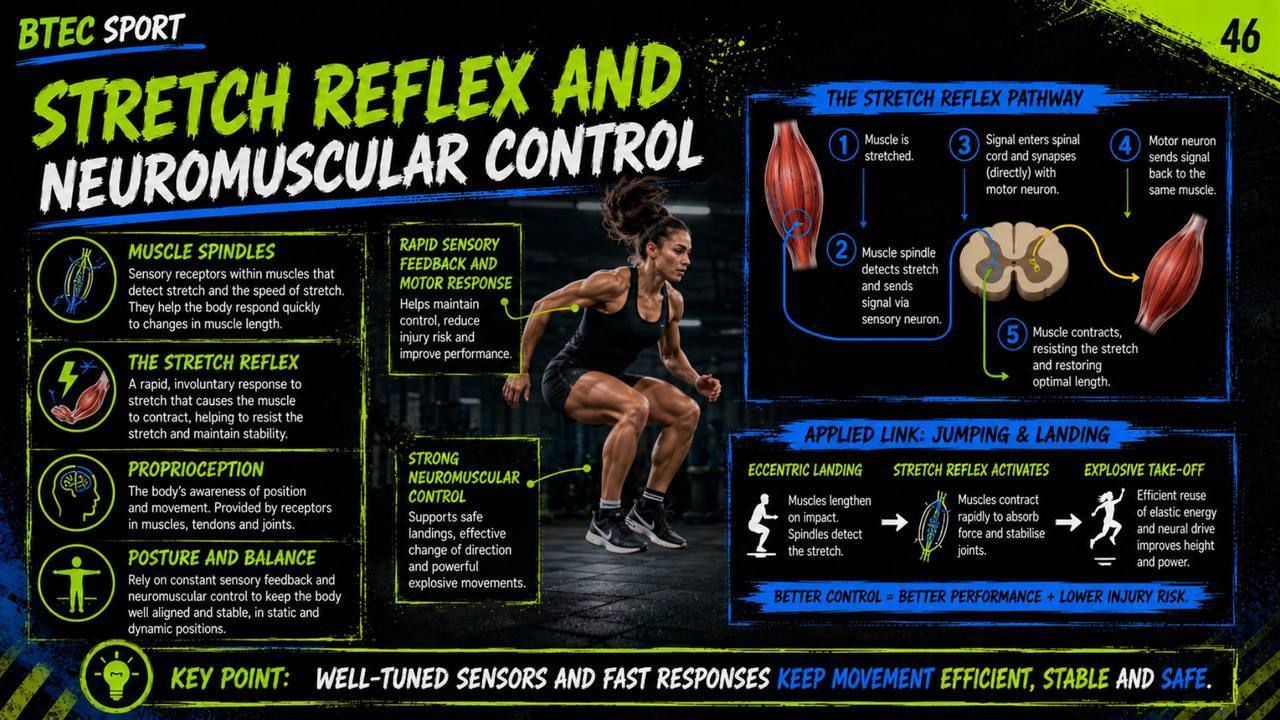 BTEC SPORT
46
STRETCH REFLEX AND
NEUROMUSCULAR CONTROL
MUSCLE SPINDLES
Sensory receptors within muscles that
detect stretch and the speed of stretch.
They help the body respond quickly
to changes in muscle length.
THE STRETCH REFLEX
A rapid, involuntary response to
stretch that causes the muscle
to contract, helping to resist the
stretch and maintain stability.
PROPRIOCEPTION
The body's awareness of position
and movement. Provided by receptors
in muscles, tendons and joints.
POSTURE AND BALANCE
Rely on constant sensory feedback and
neuromuscular control to keep the body
well aligned and stable, in static and
dynamic positions.
RAPID SENSORY
FEEDBACK AND
MOTOR RESPONSE
Helps maintain
control, reduce
injury risk and
improve performance.
STRONG
NEUROMUSCULAR
CONTROL
Supports safe
landings, effective
change of direction
and powerful
explosive movements.
THE STRETCH REFLEX PATHWAY
1
Muscle is
stretched.
2
Muscle spindle
detects stretch
and sends
signal via
sensory neuron.
3
Signal enters spinal
cord and synapses
(directly) with
motor neuron.
4
Motor neuron
sends signal
back to the
same muscle.
5
Muscle contracts,
resisting the stretch
and restoring
optimal length.
APPLIED LINK: JUMPING & LANDING
ECCENTRIC LANDING
Muscles lengthen
on impact.
Spindles detect
the stretch.
STRETCH REFLEX ACTIVATES
Muscles contract
rapidly to absorb
force and stabilise
joints.
EXPLOSIVE TAKE-OFF
Efficient reuse
of elastic energy
and neural drive
improves height
and power.
BETTER CONTROL = BETTER PERFORMANCE + LOWER INJURY RISK.
KEY POINT: WELL-TUNED SENSORS AND FAST RESPONSES KEEP MOVEMENT EFFICIENT, STABLE AND SAFE.